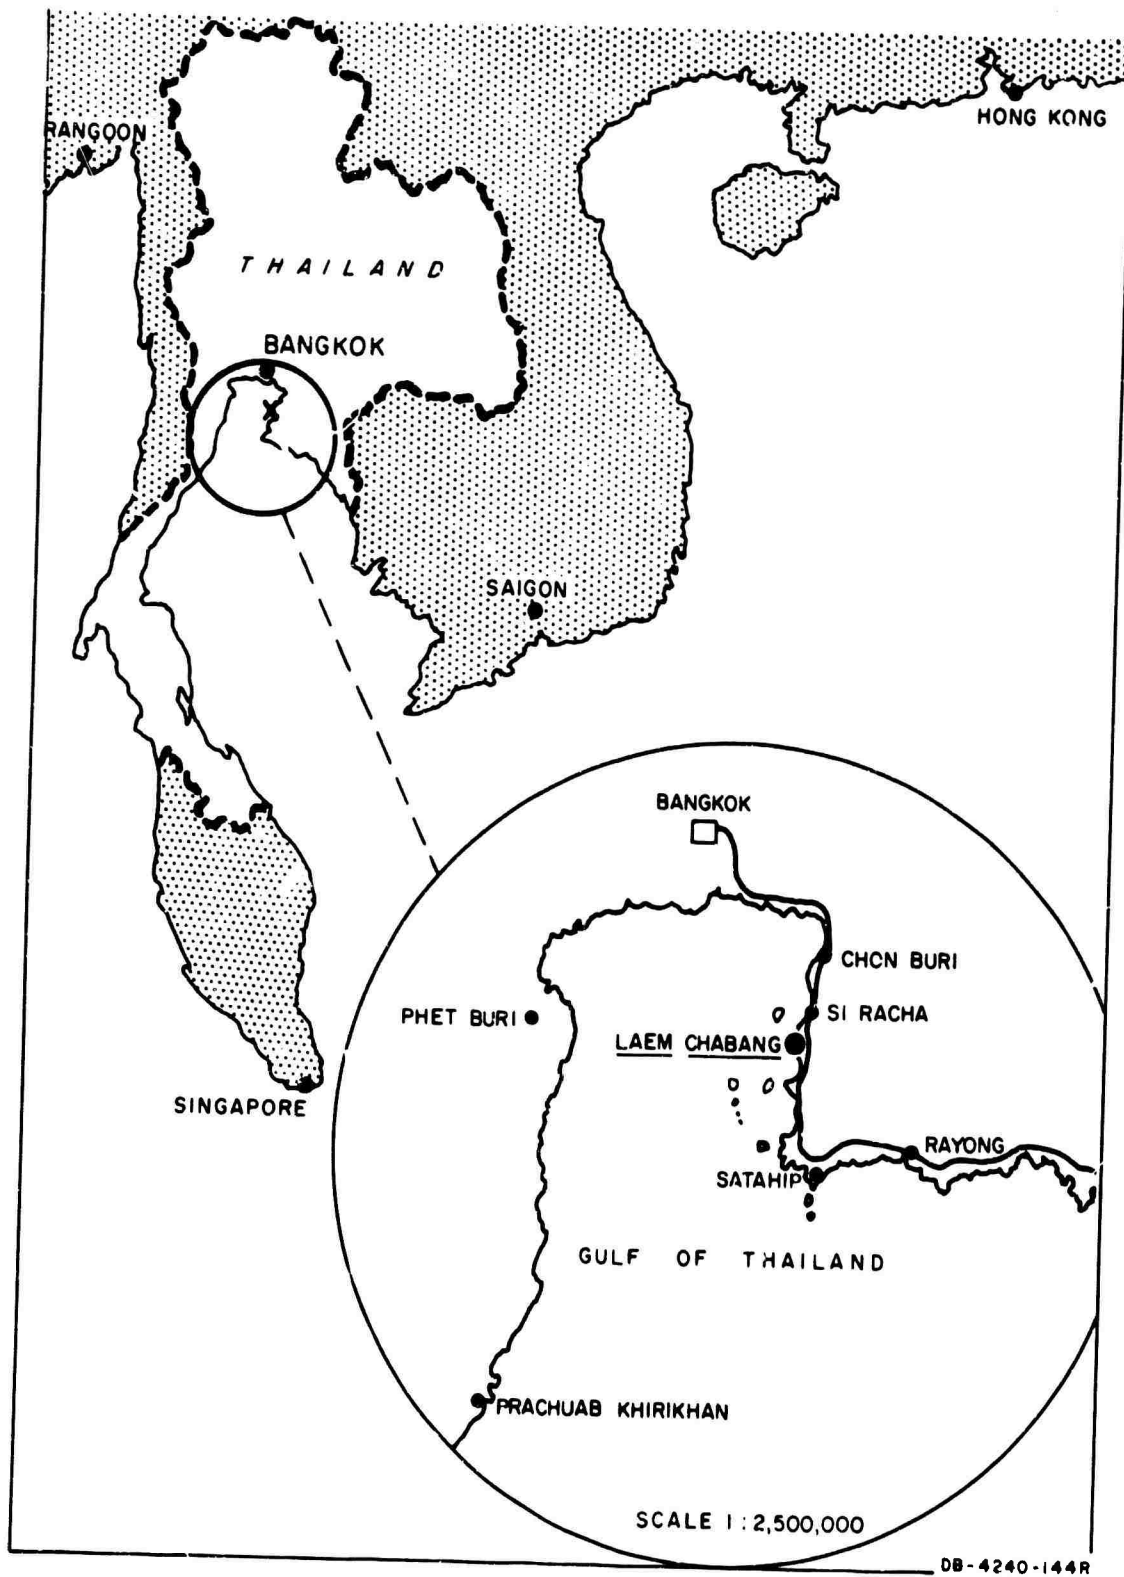 HONG KONG
RANGOON
THAILAND
BANGKOK
SAIGON
BANGKOK
CHON BURI
PHET BURI
SI RACHA
LAEM CHABANG
SINGAPORE
RAYONG
SATAHIP
GULF OF THAILAND
PRACHUAB KHIRIKHAN
SCALE 1:2,500,000
DB-4240-144R